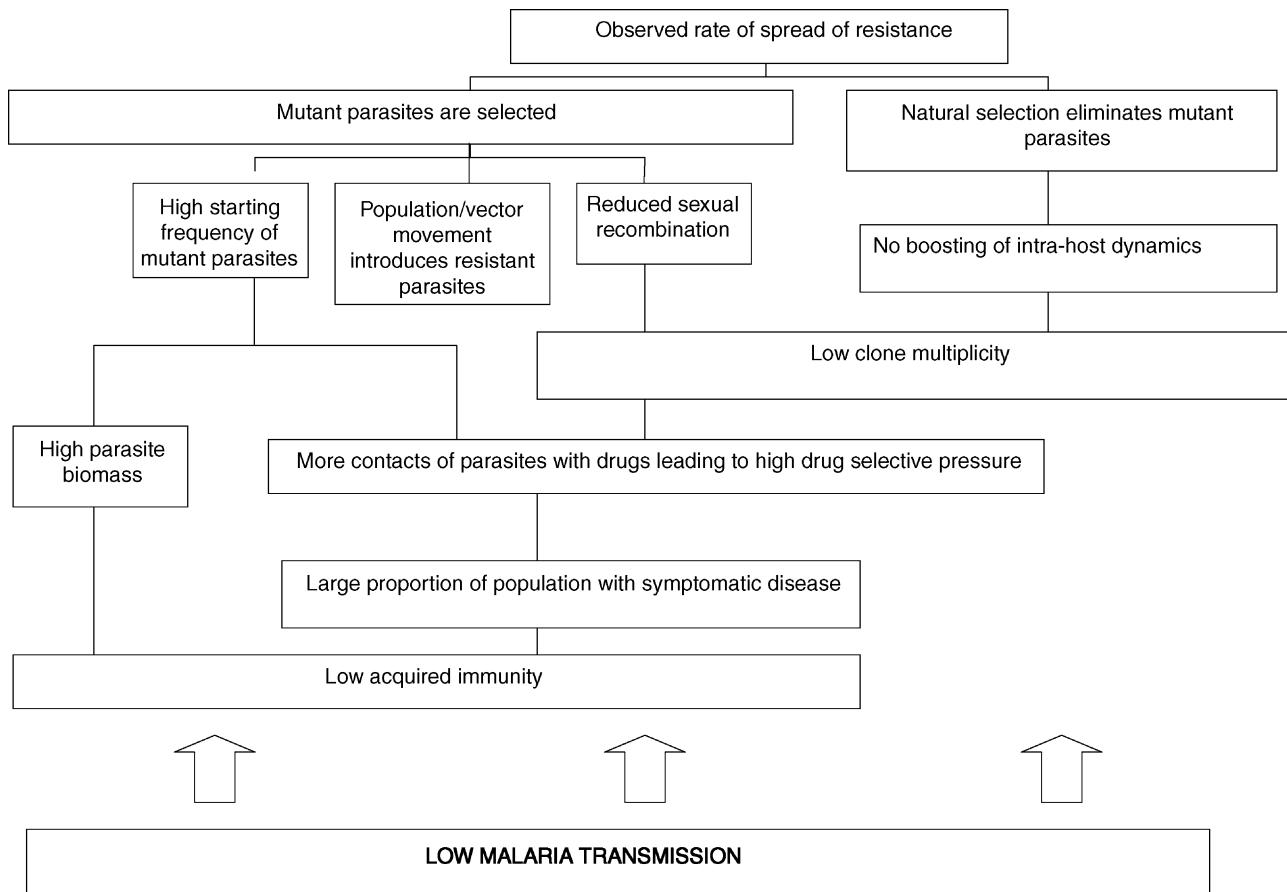 Observed rate of spread of resistance
Mutant parasites are selected
Natural selection eliminates mutant
parasites
High starting
frequency of
mutant parasites
Population/vector
movement
introduces resistant
parasites
Reduced sexual
recombination
No boosting of intra-host dynamics
Low clone multiplicity
High parasite
biomass
More contacts of parasites with drugs leading to high drug selective pressure
Large proportion of population with symptomatic disease
Low acquired immunity
LOW MALARIA TRANSMISSION